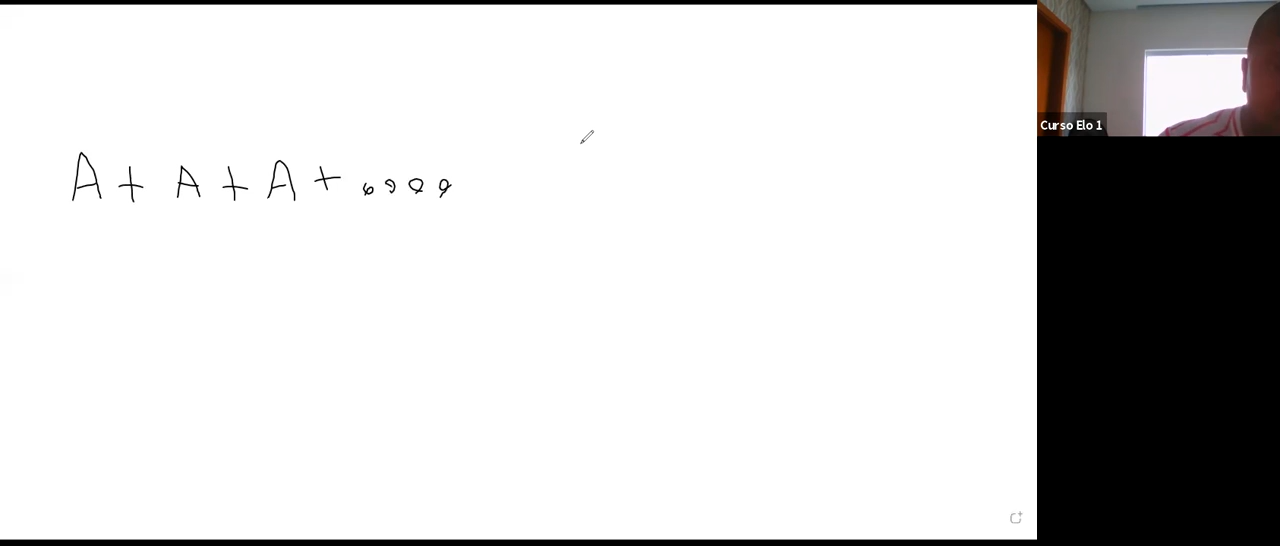 A + A + A + ....
Curso Elo 1